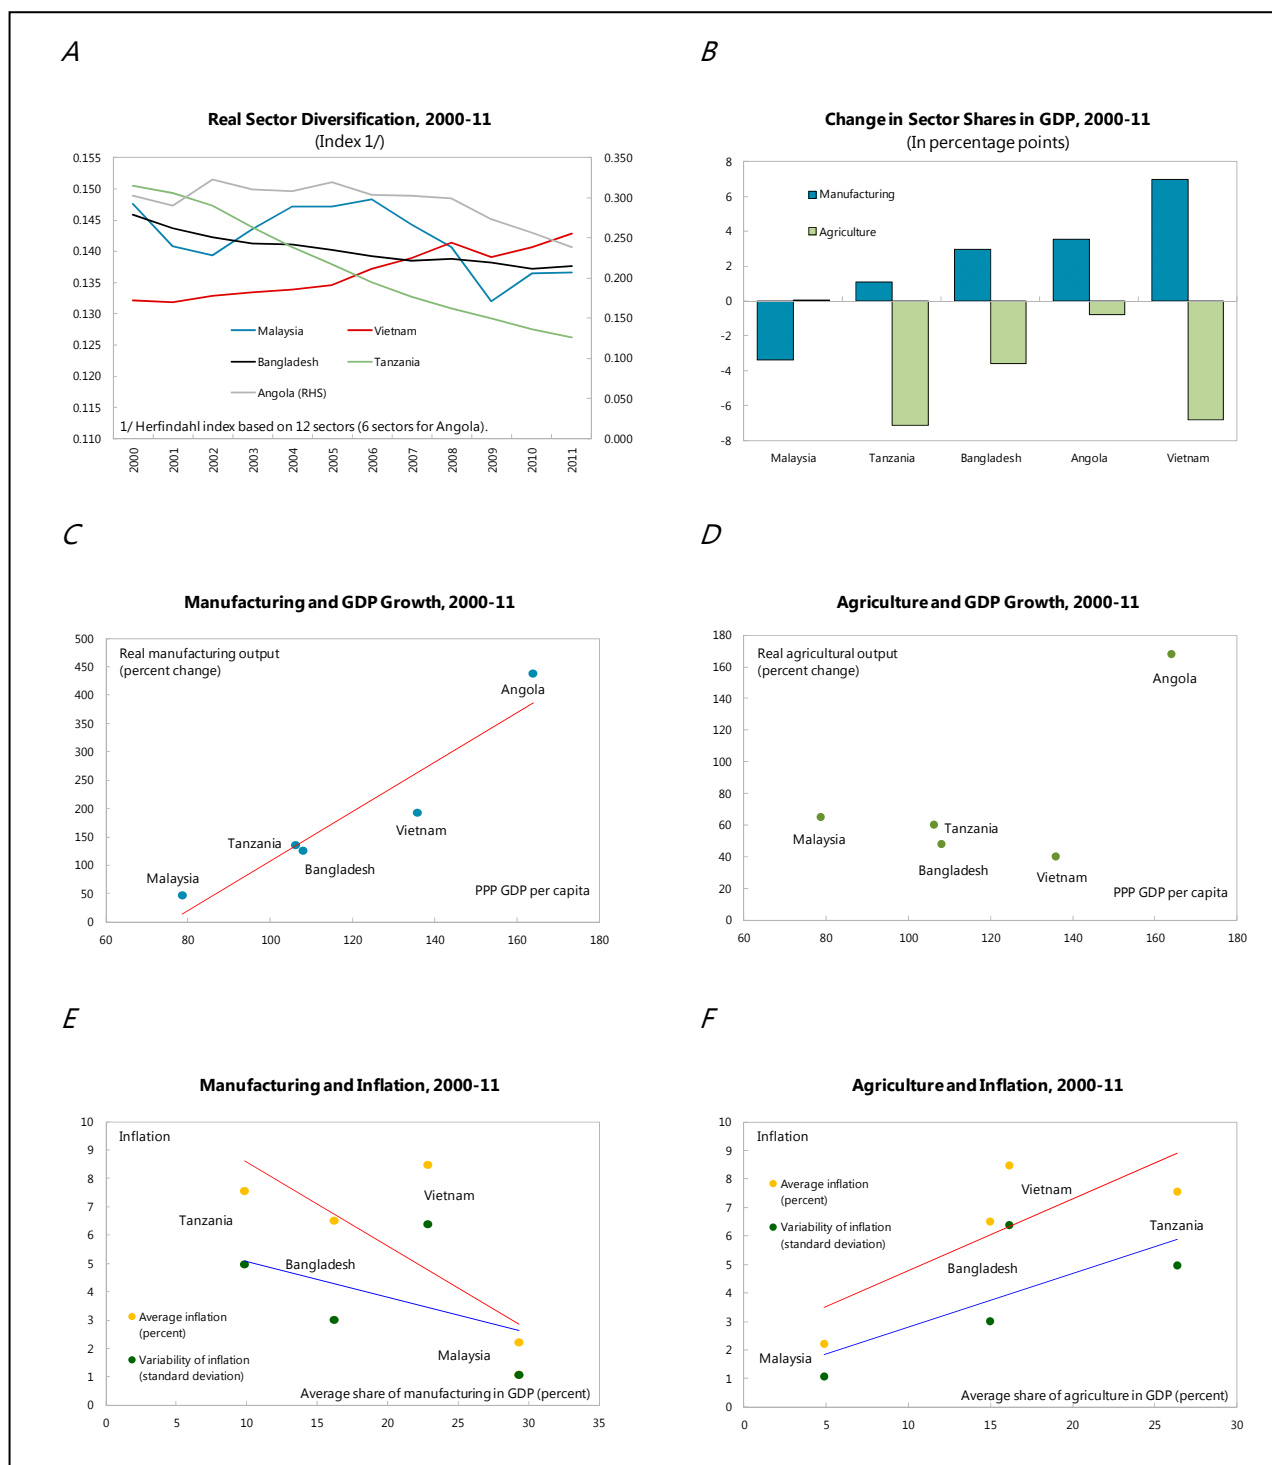 A
B
Real Sector Diversification, 2000-11
(Index 1/)
0.155
0.150
0.145
0.140
0.135
0.130
0.125
0.120
0.115
0.110
0.350
0.300
0.250
0.200
0.150
0.100
0.050
0.000
Malaysia
Vietnam
Bangladesh
Tanzania
Angola (RHS)
1/ Herfindahl index based on 12 sectors (6 sectors for Angola).
2000
2001
2002
2003
2004
2005
2006
2007
2008
2009
2010
2011
Change in Sector Shares in GDP, 2000-11
(In percentage points)
8
6
4
2
0
-2
-4
-6
-8
Manufacturing
Agriculture
Malaysia
Tanzania
Bangladesh
Angola
Vietnam
C
D
Manufacturing and GDP Growth, 2000-11
500
450
400
350
300
250
200
150
100
50
0
Real manufacturing output
(percent change)
Angola
Vietnam
Tanzania
Bangladesh
Malaysia
PPP GDP per capita
60
80
100
120
140
160
180
Agriculture and GDP Growth, 2000-11
180
160
140
120
100
80
60
40
20
0
Real agricultural output
(percent change)
Angola
Malaysia
Tanzania
Bangladesh
Vietnam
PPP GDP per capita
60
80
100
120
140
160
180
E
F
Manufacturing and Inflation, 2000-11
10
9
8
7
6
5
4
3
2
1
0
Inflation
Vietnam
Tanzania
Bangladesh
Average inflation
(percent)
Malaysia
Variability of inflation
(standard deviation)
Average share of manufacturing in GDP (percent)
0
5
10
15
20
25
30
35
Agriculture and Inflation, 2000-11
10
9
8
7
6
5
4
3
2
1
0
Inflation
Average inflation
(percent)
Vietnam
Variability of inflation
(standard deviation)
Tanzania
Bangladesh
Malaysia
Average share of agriculture in GDP (percent)
0
5
10
15
20
25
30